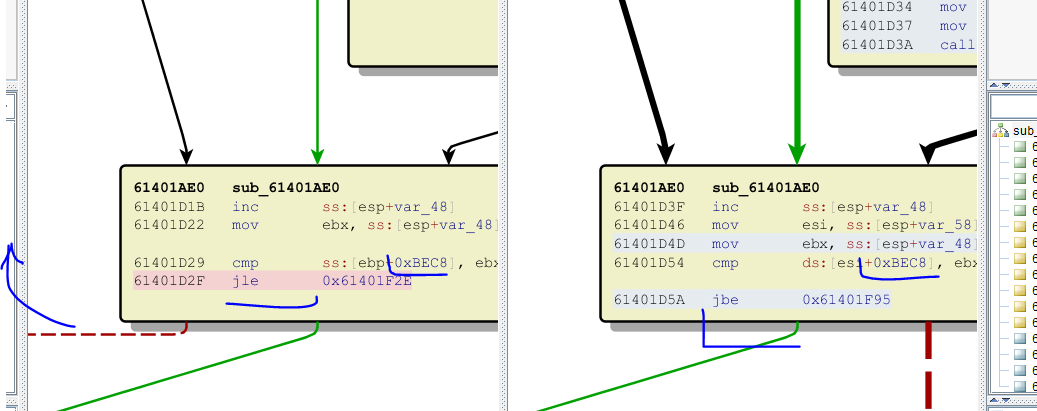 61401D34 mov
61401D37 mov
61401D3A call
61401AE0 sub_61401AE0
61401D1B inc ss:[esp+var_48]
61401D22 mov ebx, ss:[esp+var_48]
61401D29 cmp ss:[ebp+0xBEC8], ebx
61401D2F jle 0x61401F2E
61401AE0 sub_61401AE0
61401D3F inc ss:[esp+var_48]
61401D46 mov esi, ss:[esp+var_58]
61401D4D mov ebx, ss:[esp+var_48]
61401D54 cmp ds:[esi+0xBEC8], ebx
61401D5A jbe 0x61401F95
sub_